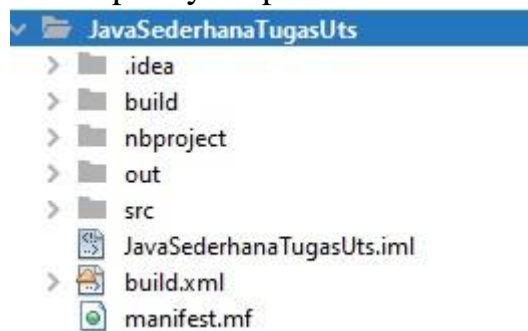 JavaSederhanaTugasUts
.idea
build
nbproject
out
src
JavaSederhanaTugasUts.iml
build.xml
manifest.mf